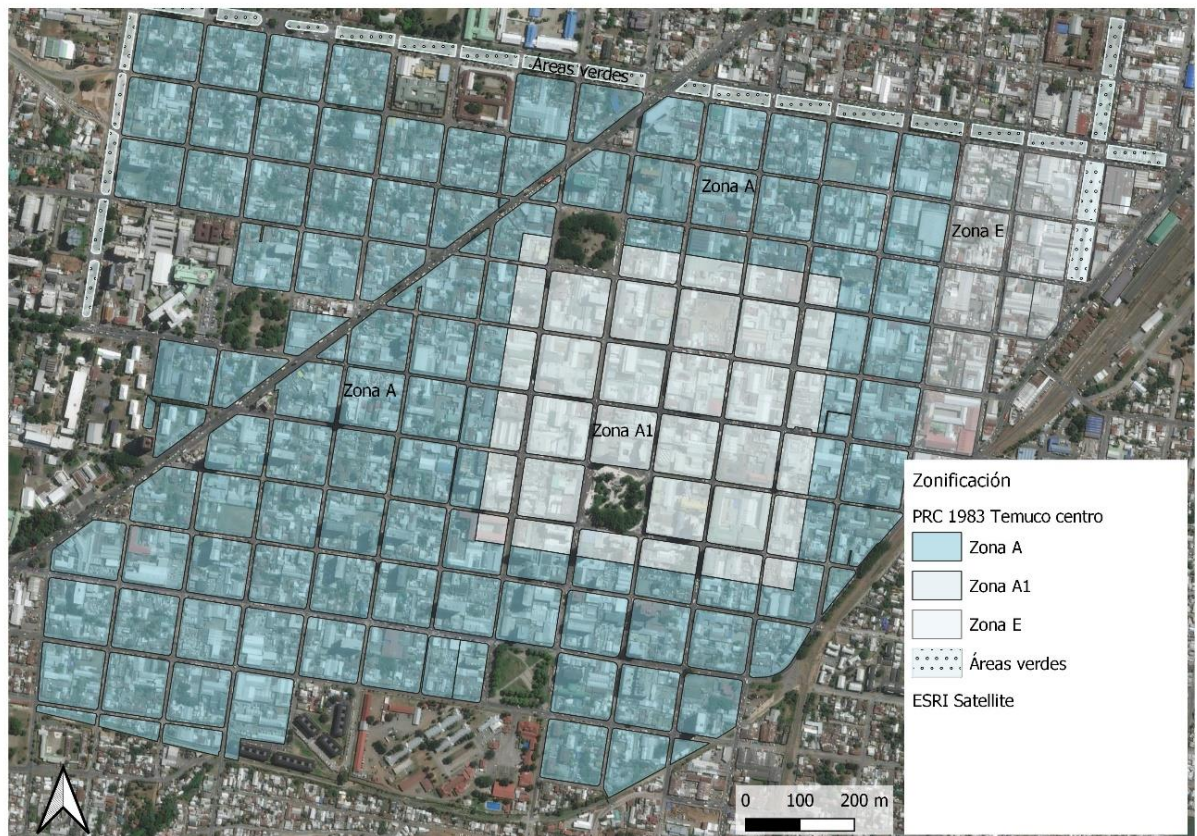 Áreas verdes
Zona A
Zona E
Zona A
Zona A1
Zonificación
PRC 1983 Temuco centro
Zona A
Zona A1
Zona E
Áreas verdes
ESRI Satellite
0 100 200 m